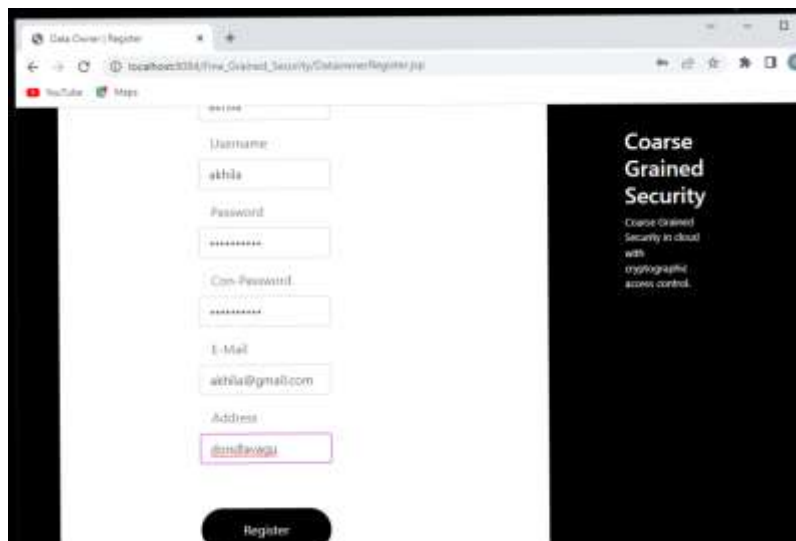 Data Owner | Register
localhost:8084/Fine_Grained_Security/DataownerRegister.jsp
YouTube Maps
akhila
Username
akhila
Password
••••••••••
Con-Password
••••••••••
E-Mail
akhila@gmail.com
Address
Register
Coarse
Grained
Security
Coarse Grained
Security in cloud
with
cryptographic
access control.